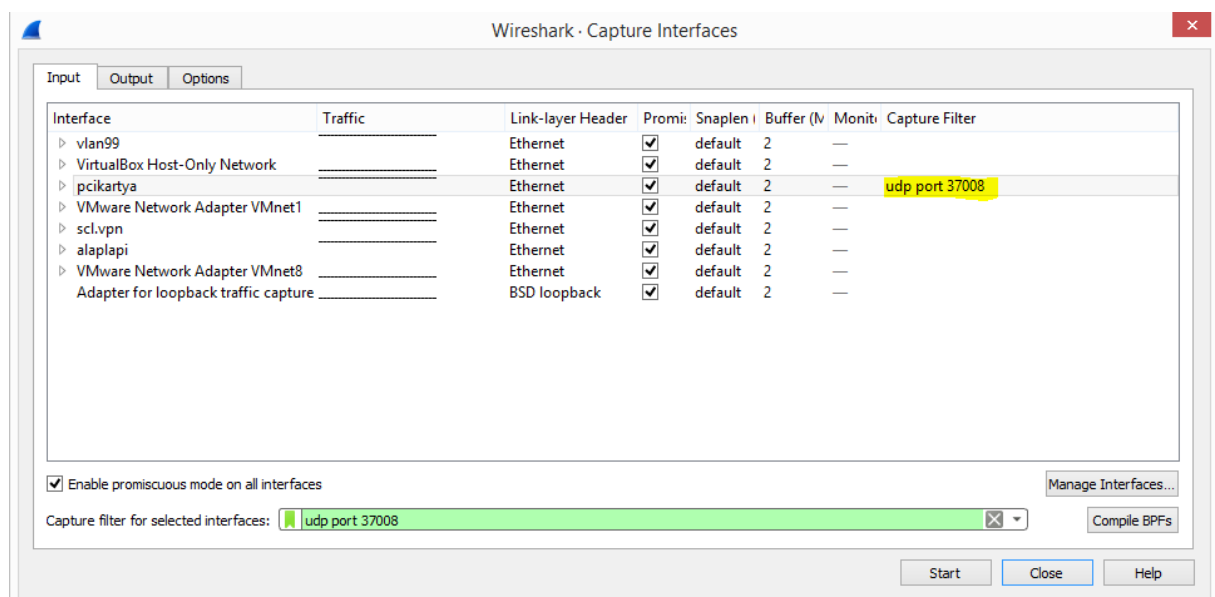 Wireshark · Capture Interfaces
Input Output Options
Interface Traffic Link-layer Header Promis Snaplen ( Buffer (M Monit Capture Filter
vlan99 Ethernet default 2 —
VirtualBox Host-Only Network Ethernet default 2 —
pcikartya Ethernet default 2 — udp port 37008
VMware Network Adapter VMnet1 Ethernet default 2 —
scl.vpn Ethernet default 2 —
alaplapi Ethernet default 2 —
VMware Network Adapter VMnet8 Ethernet default 2 —
Adapter for loopback traffic capture BSD loopback default 2 —
Enable promiscuous mode on all interfaces Manage Interfaces...
Capture filter for selected interfaces: udp port 37008 Compile BPFs
Start Close Help